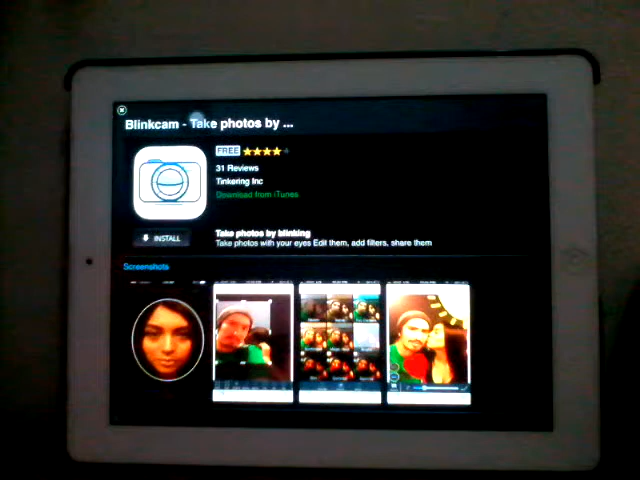 Blinkcam - Take photos by ...
FREE
31 Reviews
Tinkering Inc
Download from iTunes
INSTALL
Take photos by blinking
Take photos with your eyes Edit them, add filters, share them
Screenshots